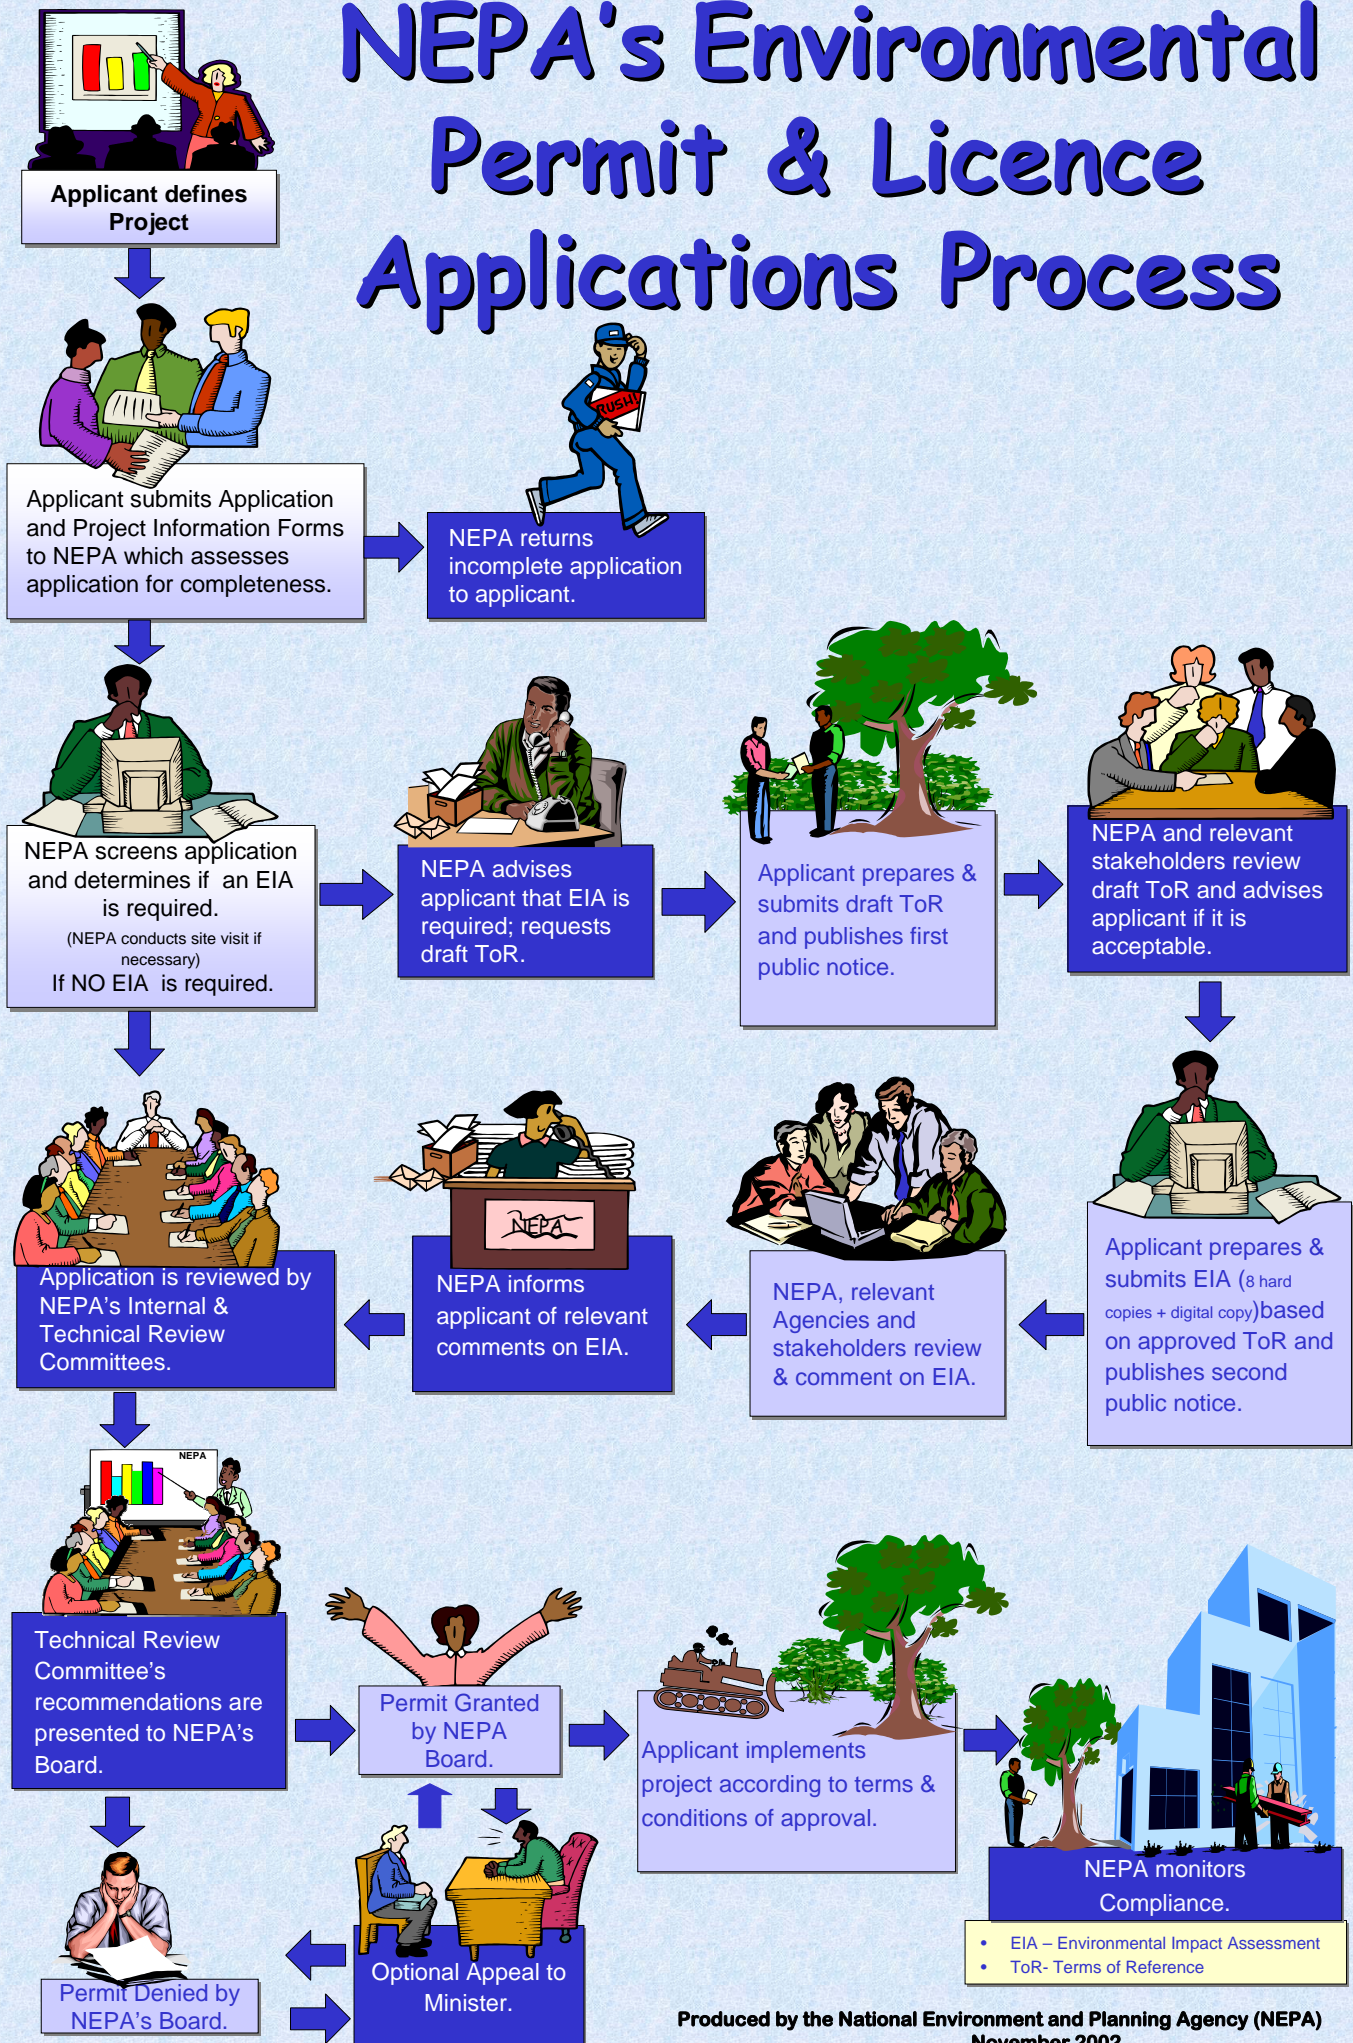 NEPA's Environmental
Permit & Licence
Applications Process
Applicant defines
Project
RUSH!
Applicant submits Application
and Project Information Forms
to NEPA which assesses
application for completeness.
NEPA returns
incomplete application
to applicant.
NEPA screens application
and determines if an EIA
is required.
(NEPA conducts site visit if
necessary)
If NO EIA is required.
NEPA advises
applicant that EIA is
required; requests
draft ToR.
Applicant prepares &
submits draft ToR
and publishes first
public notice.
NEPA and relevant
stakeholders review
draft ToR and advises
applicant if it is
acceptable.
Applicant prepares &
submits EIA (8 hard
copies + digital copy)based
on approved ToR and
publishes second
public notice.
NEPA, relevant
Agencies and
stakeholders review
& comment on EIA.
NEPA
NEPA informs
applicant of relevant
comments on EIA.
Application is reviewed by
NEPA's Internal &
Technical Review
Committees.
NEPA
Technical Review
Committee's
recommendations are
presented to NEPA's
Board.
Permit Granted
by NEPA
Board.
Applicant implements
project according to terms &
conditions of approval.
NEPA monitors
Compliance.
Permit Denied by
NEPA's Board.
Optional Appeal to
Minister.
• EIA – Environmental Impact Assessment
• ToR- Terms of Reference
Produced by the National Environment and Planning Agency (NEPA)
November 2002